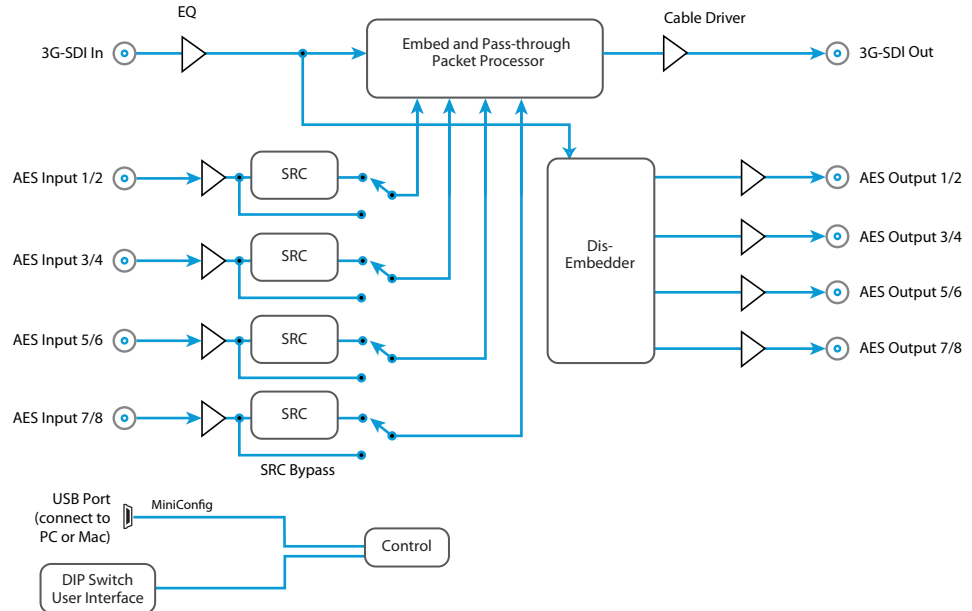 EQ
Cable Driver
3G-SDI In
Embed and Pass-through
Packet Processor
3G-SDI Out
AES Input 1/2
SRC
AES Output 1/2
AES Input 3/4
SRC
Dis-
Embedder
AES Output 3/4
AES Output 5/6
AES Input 5/6
SRC
AES Output 7/8
AES Input 7/8
SRC
SRC Bypass
USB Port
(connect to
PC or Mac)
MiniConfig
Control
DIP Switch
User Interface